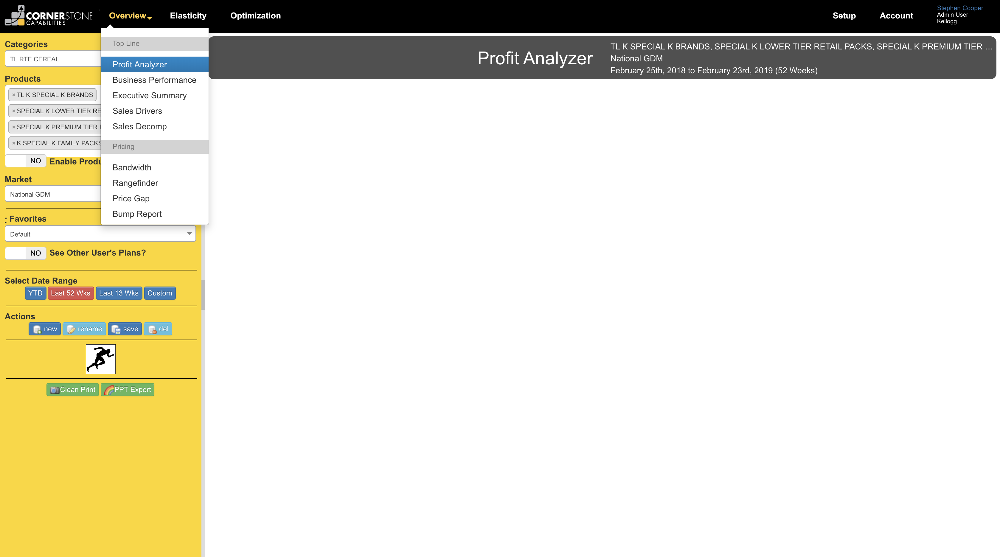 CORNERSTONE
CAPABILITIES
Overview
Elasticity
Optimization
Setup
Account
Stephen Cooper
Admin User
Kellogg
Categories
TL RTE CEREAL
Products
× TL K SPECIAL K BRANDS
× SPECIAL K LOWER TIER RE
× SPECIAL K PREMIUM TIER
× K SPECIAL K FAMILY PACKS
NO Enable Produ
Market
National GDM
* Favorites
Default
NO See Other User's Plans?
Select Date Range
YTD Last 52 Wks Last 13 Wks Custom
Actions
new rename save del
Clean Print PPT Export
Top Line
Profit Analyzer
Business Performance
Executive Summary
Sales Drivers
Sales Decomp
Pricing
Bandwidth
Rangefinder
Price Gap
Bump Report
Profit Analyzer
TL K SPECIAL K BRANDS, SPECIAL K LOWER TIER RETAIL PACKS, SPECIAL K PREMIUM TIER ...
National GDM
February 25th, 2018 to February 23rd, 2019 (52 Weeks)